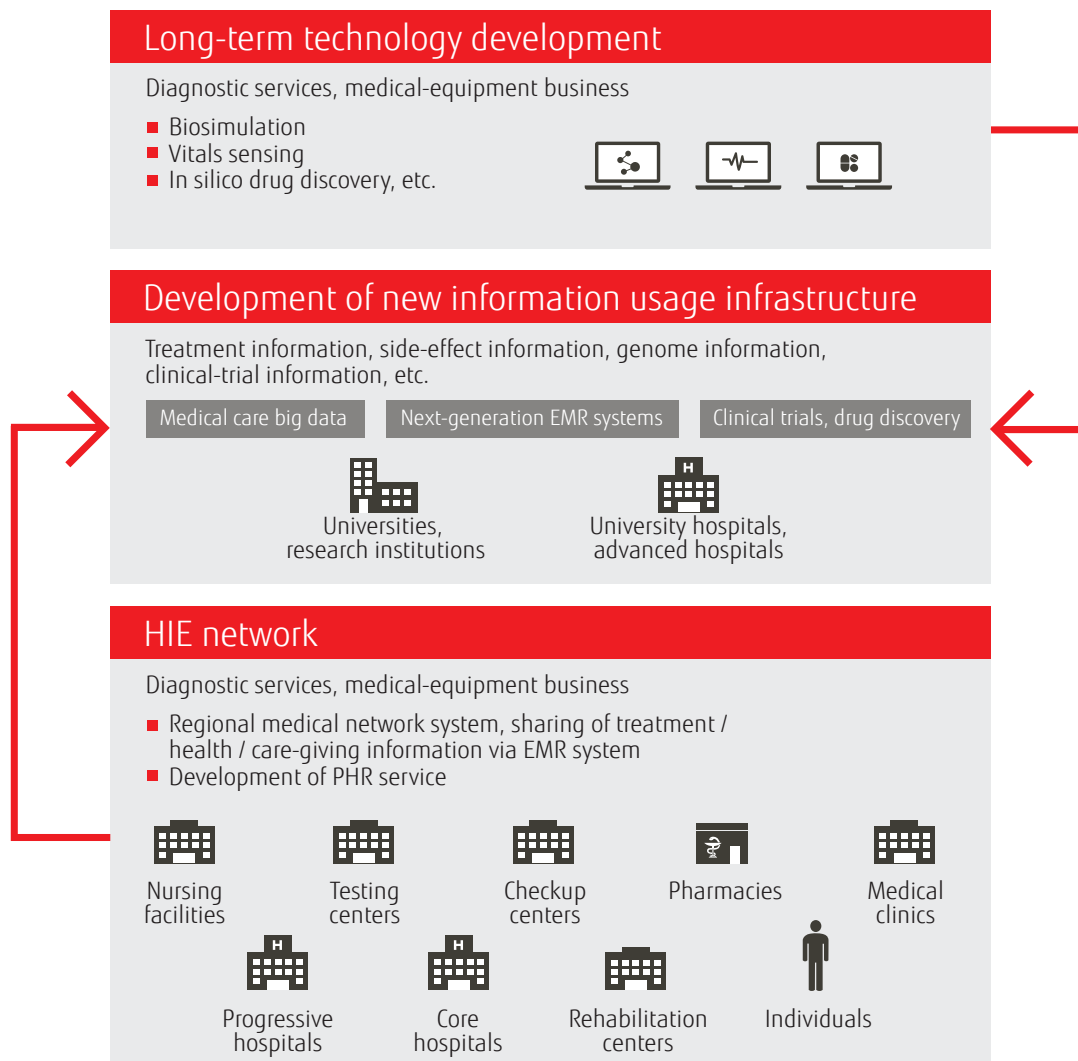 Long-term technology development
Diagnostic services, medical-equipment business
Biosimulation
Vitals sensing
In silico drug discovery, etc.
Development of new information usage infrastructure
Treatment information, side-effect information, genome information,
clinical-trial information, etc.
Medical care big data
Next-generation EMR systems
Clinical trials, drug discovery
H
Universities,
research institutions
University hospitals,
advanced hospitals
HIE network
Diagnostic services, medical-equipment business
Regional medical network system, sharing of treatment /
health / care-giving information via EMR system
Development of PHR service
Nursing
facilities
Testing
centers
Checkup
centers
Pharmacies
Medical
clinics
H
H
Progressive
hospitals
Core
hospitals
Rehabilitation
centers
Individuals